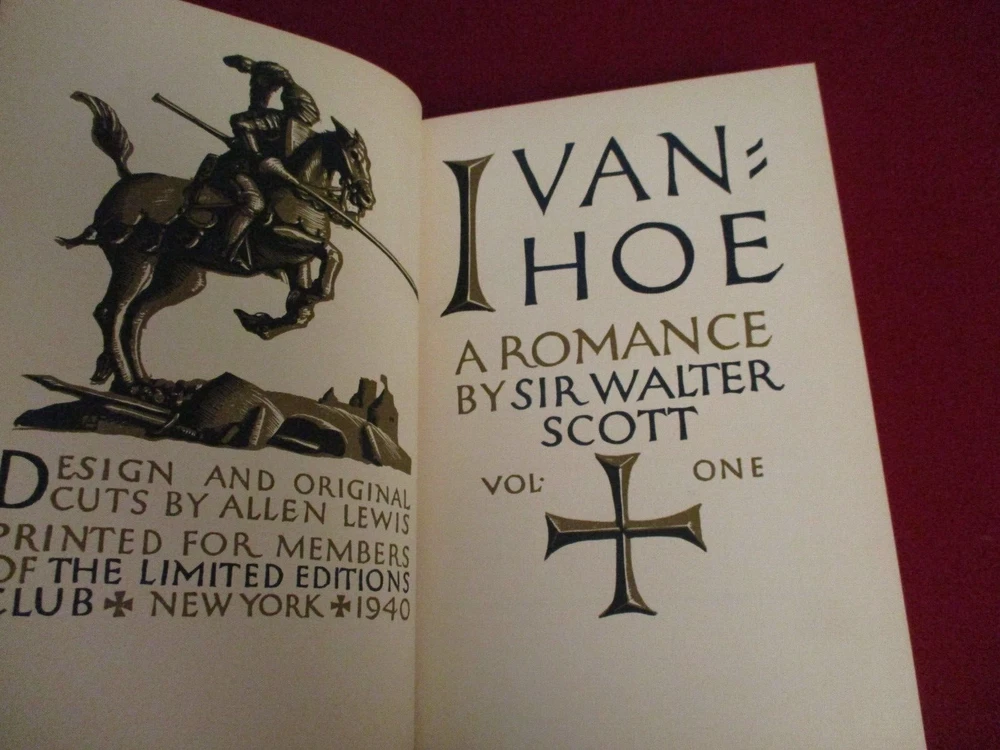 DESIGN AND ORIGINAL
CUTS BY ALLEN LEWIS
PRINTED FOR MEMBERS
OF THE LIMITED EDITIONS
CLUB ✠ NEW YORK ✠ 1940
IVAN=
HOE
A ROMANCE
BY SIR WALTER
SCOTT
VOL· ONE